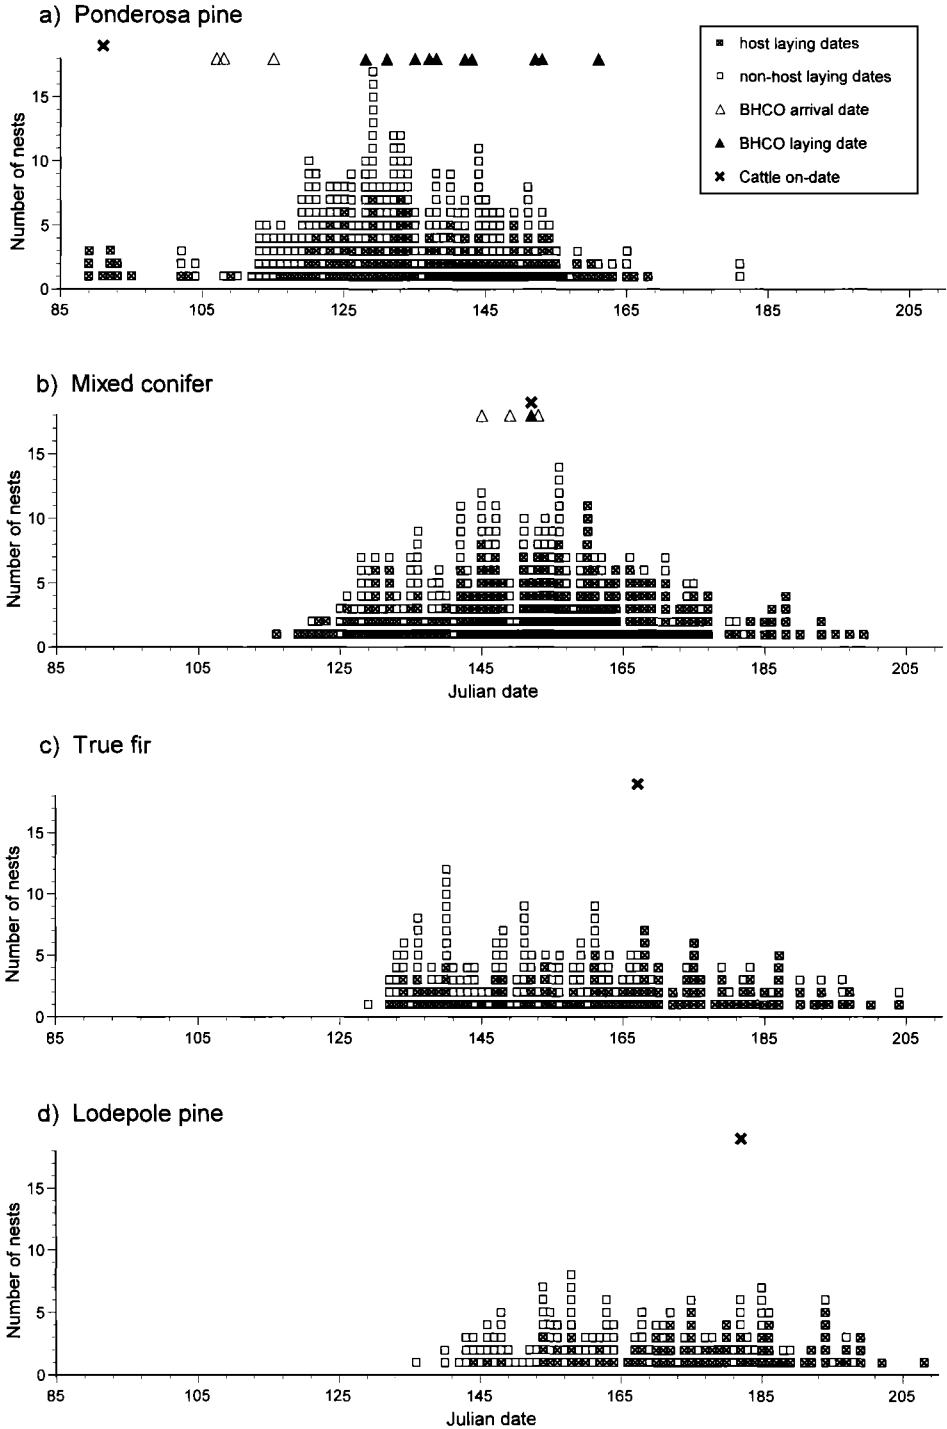 a) Ponderosa pine
host laying dates
non-host laying dates
BHCO arrival date
BHCO laying date
Cattle on-date
Number of nests
15
10
5
0
85 105 125 145 165 185 205
b) Mixed conifer
Number of nests
15
10
5
0
85 105 125 145 165 185 205
Julian date
c) True fir
Number of nests
15
10
5
0
85 105 125 145 165 185 205
d) Lodepole pine
Number of nests
15
10
5
0
85 105 125 145 165 185 205
Julian date